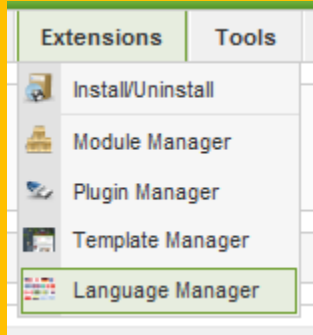 Extensions Tools
Install/Uninstall
Module Manager
Plugin Manager
Template Manager
Language Manager